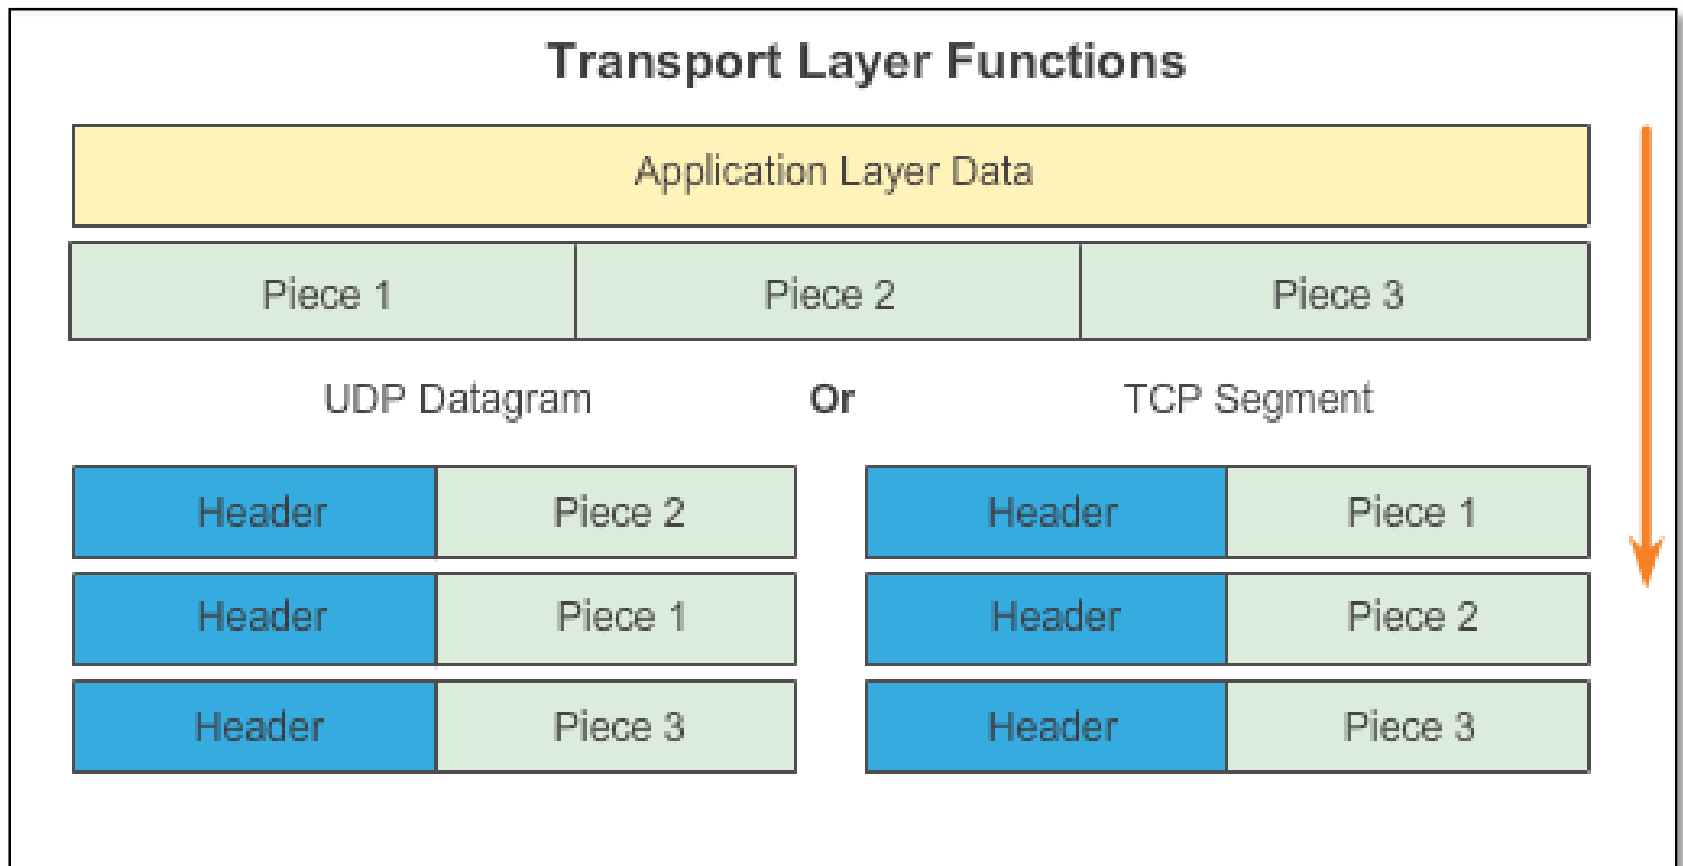 Transport Layer Functions
Application Layer Data
Piece 1 Piece 2 Piece 3
UDP Datagram Or TCP Segment
Header Piece 2 Header Piece 1
Header Piece 1 Header Piece 2
Header Piece 3 Header Piece 3